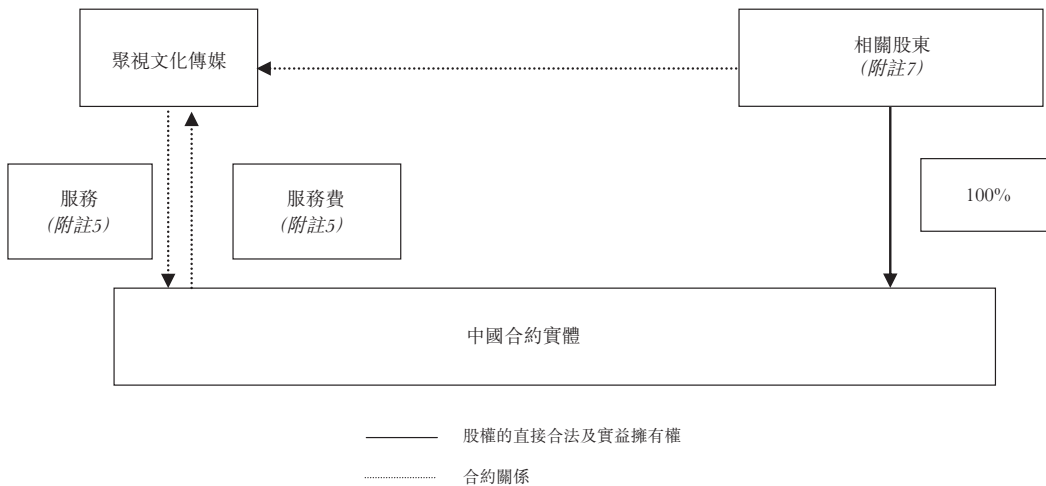 聚視文化傳媒
相關股東
(附註7)
服務
(附註5)
服務費
(附註5)
100%
中國合約實體
股權的直接合法及實益擁有權
合約關係